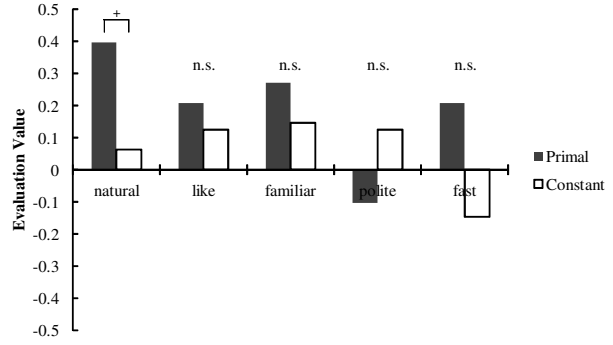 +
0.5
0.4
0.3
0.2
0.1
0
-0.1
-0.2
-0.3
-0.4
-0.5
Evaluation Value
n.s. n.s. n.s. n.s.
natural like familiar polite fast
Primal
Constant